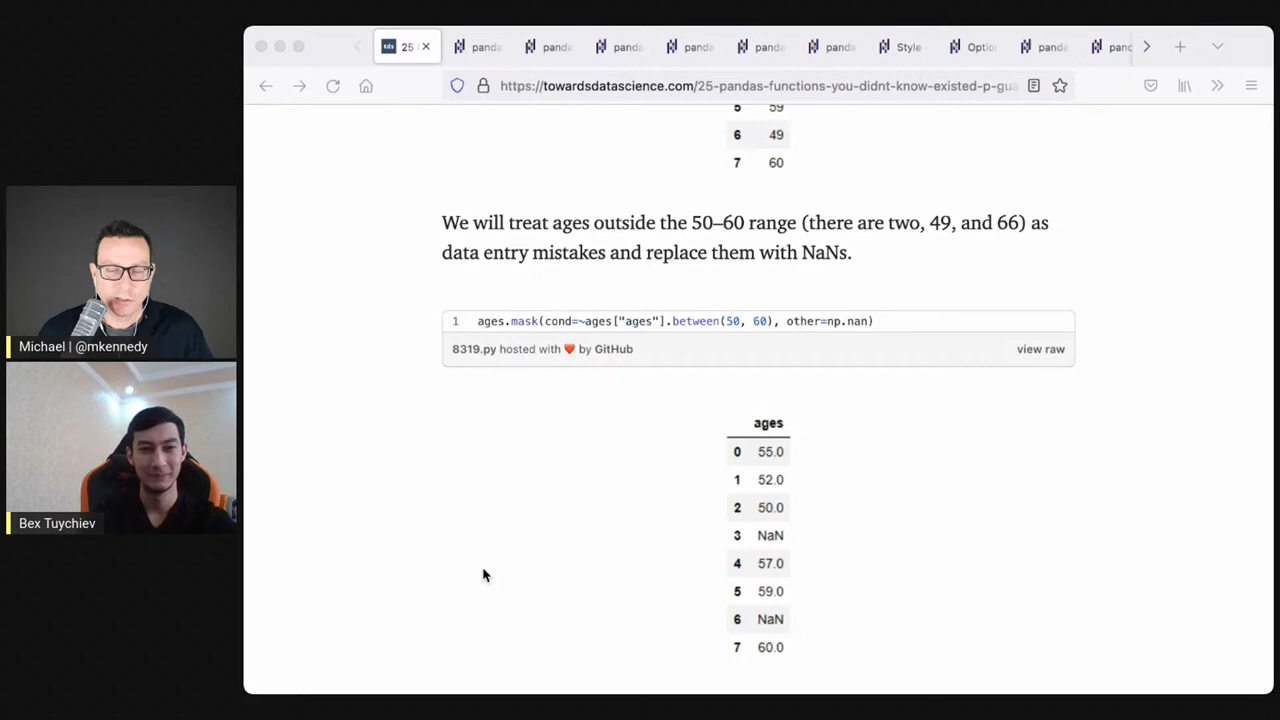 25
panda
panda
panda
panda
panda
panda
Style
Optio
panda
pand
https://towardsdatascience.com/25-pandas-functions-you-didnt-know-existed-p-gua
5 59
6 49
7 60
We will treat ages outside the 50–60 range (there are two, 49, and 66) as
data entry mistakes and replace them with NaNs.
1 ages.mask(cond=~ages["ages"].between(50, 60), other=np.nan)
8319.py hosted with ❤ by GitHub view raw
ages
0 55.0
1 52.0
2 50.0
3 NaN
4 57.0
5 59.0
6 NaN
7 60.0
Michael | @mkennedy
Bex Tuychiev